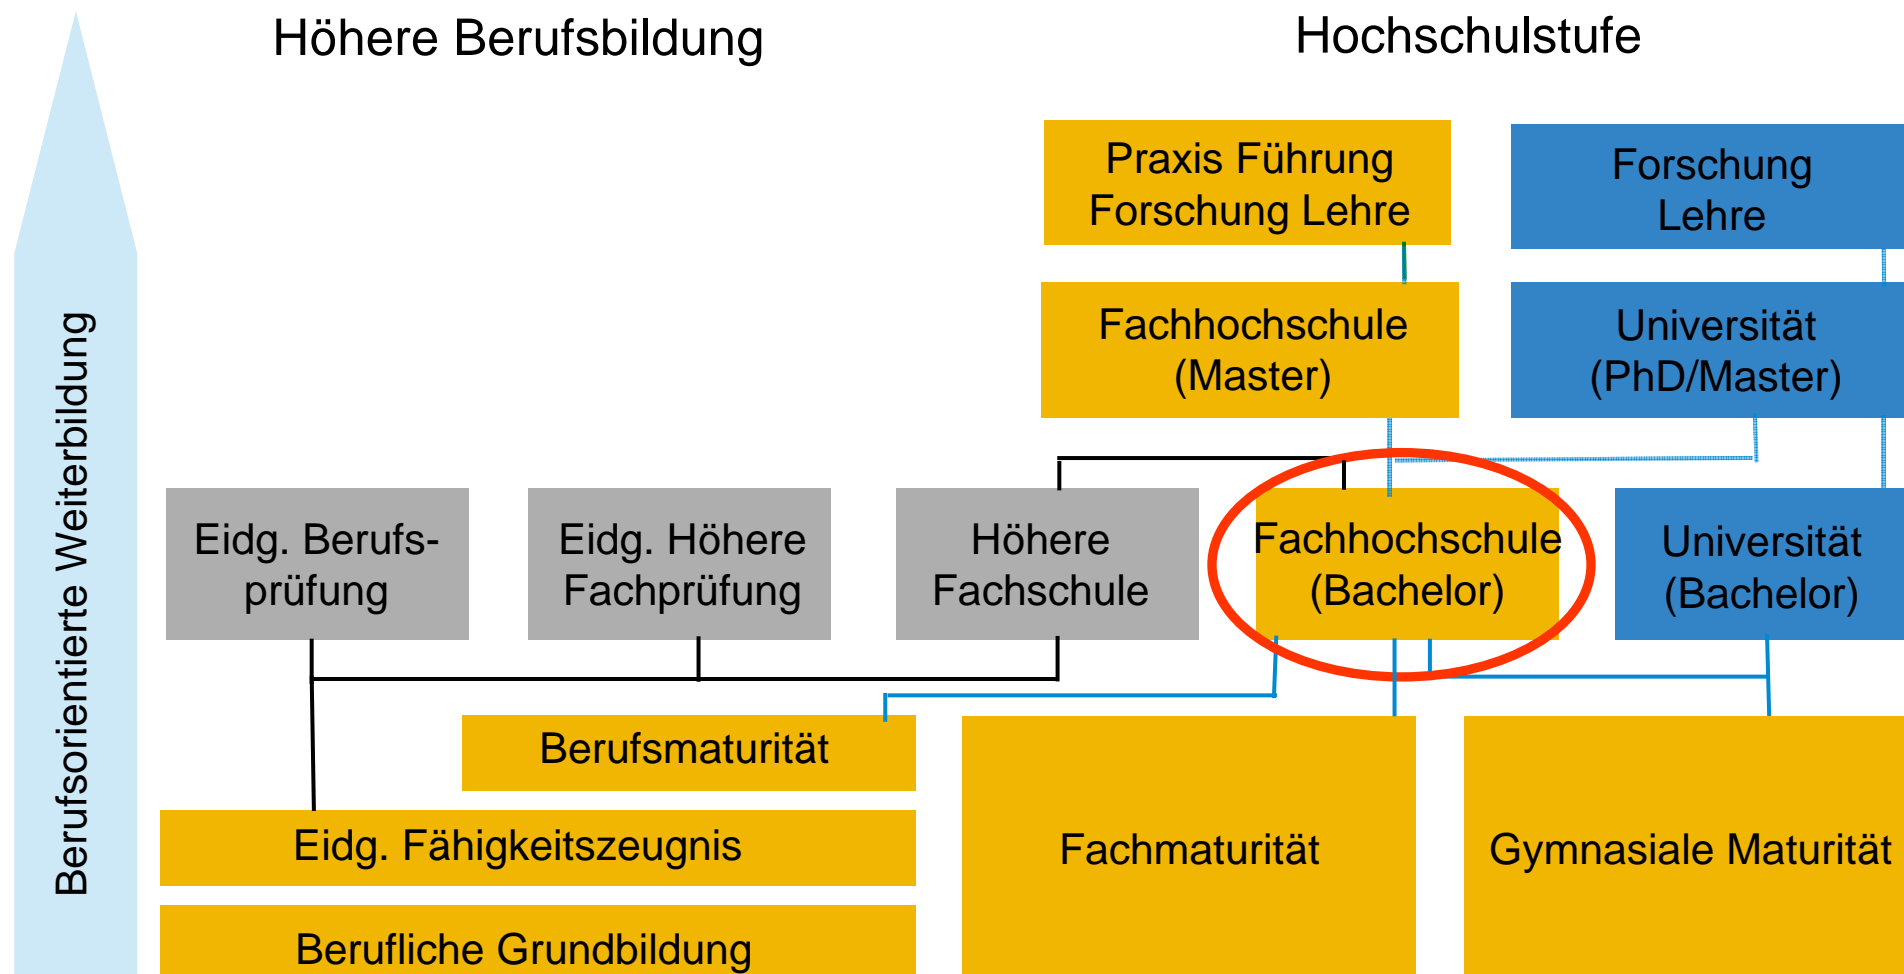 Höhere Berufsbildung
Hochschulstufe
Praxis Führung
Forschung Lehre
Forschung
Lehre
Fachhochschule
(Master)
Universität
(PhD/Master)
Berufsorientierte Weiterbildung
Eidg. Berufs-
prüfung
Eidg. Höhere
Fachprüfung
Höhere
Fachschule
Fachhochschule
(Bachelor)
Universität
(Bachelor)
Berufsmaturität
Eidg. Fähigkeitszeugnis
Fachmaturität
Gymnasiale Maturität
Berufliche Grundbildung